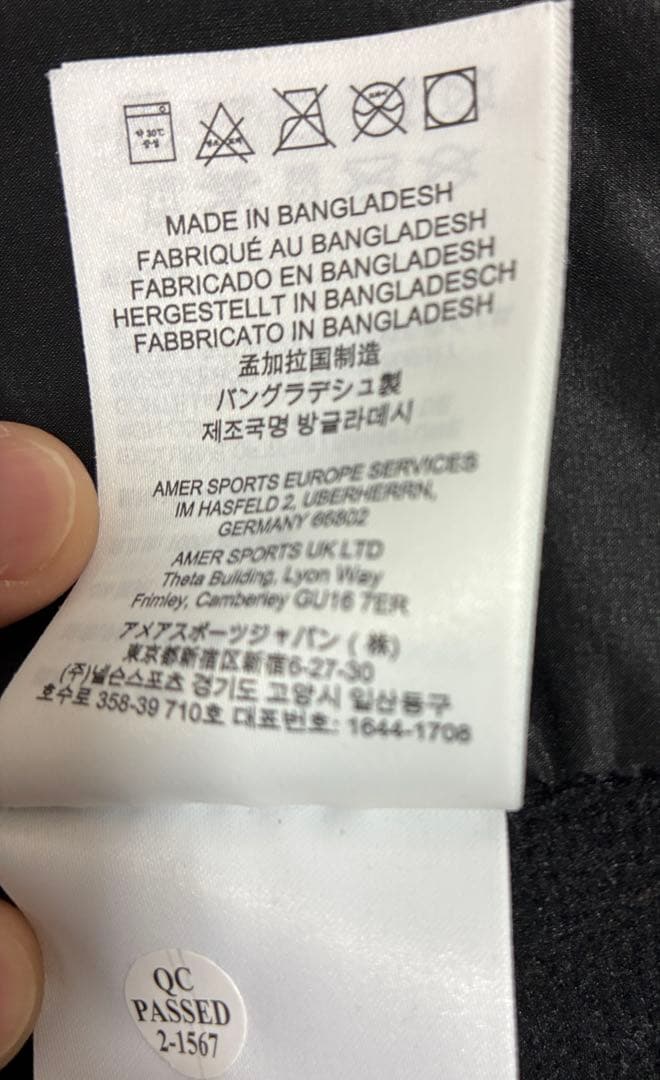 약 30℃
중성
MADE IN BANGLADESH
FABRIQUÉ AU BANGLADESH
FABRICADO EN BANGLADESH
HERGESTELLT IN BANGLADESCH
FABBRICATO IN BANGLADESH
孟加拉国制造
バングラデシュ製
제조국명 방글라데시
AMER SPORTS EUROPE SERVICES
IM HASFELD 2, UBERHERRN,
GERMANY 66802
AMER SPORTS UK LTD
Theta Building, Lyon Way
Frimley, Camberley GU16 7ER
アメアスポーツジャパン (株)
東京都新宿区新宿6-27-30
(주)넬슨스포츠 경기도 고양시 일산동구
호수로 358-39 710호 대표번호: 1644-1708
QC
PASSED
2-1567